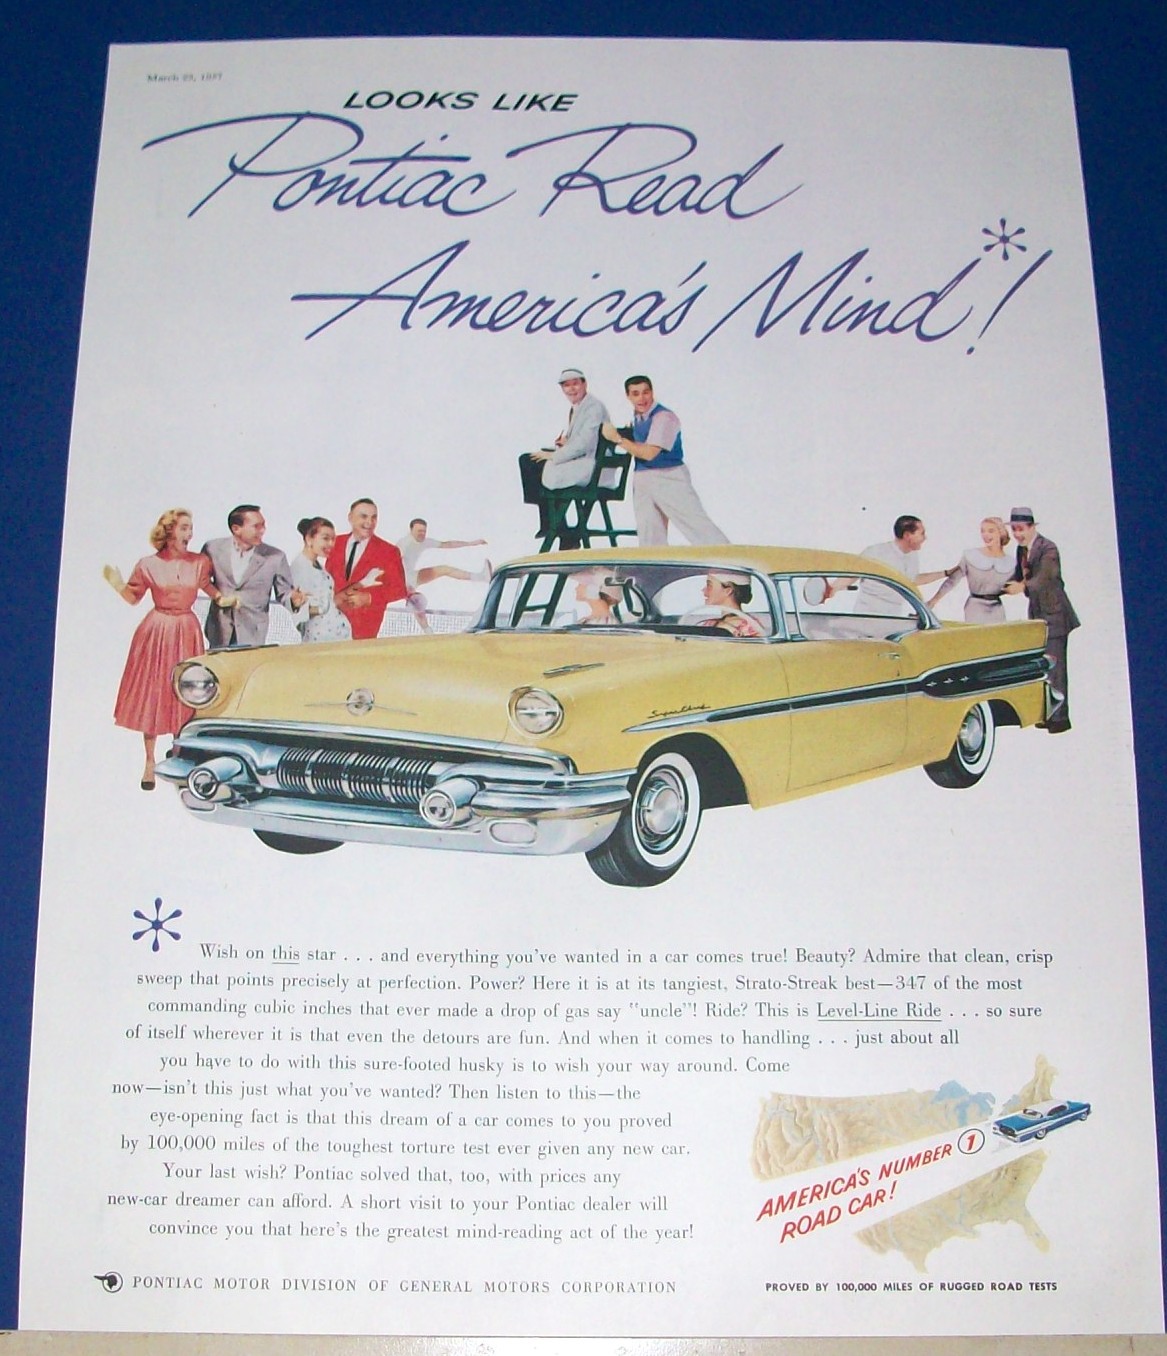 March 23, 1957
LOOKS LIKE
Pontiac Read
America's Mind*!
Super Chief
* Wish on this star . . . and everything you've wanted in a car comes true! Beauty? Admire that clean, crisp
sweep that points precisely at perfection. Power? Here it is at its tangiest, Strato-Streak best—347 of the most
commanding cubic inches that ever made a drop of gas say "uncle"! Ride? This is Level-Line Ride . . . so sure
of itself wherever it is that even the detours are fun. And when it comes to handling . . . just about all
you have to do with this sure-footed husky is to wish your way around. Come
now—isn't this just what you've wanted? Then listen to this—the
eye-opening fact is that this dream of a car comes to you proved
by 100,000 miles of the toughest torture test ever given any new car.
Your last wish? Pontiac solved that, too, with prices any
new-car dreamer can afford. A short visit to your Pontiac dealer will
convince you that here's the greatest mind-reading act of the year!
AMERICA'S NUMBER 1
ROAD CAR!
PONTIAC MOTOR DIVISION OF GENERAL MOTORS CORPORATION
PROVED BY 100,000 MILES OF RUGGED ROAD TESTS